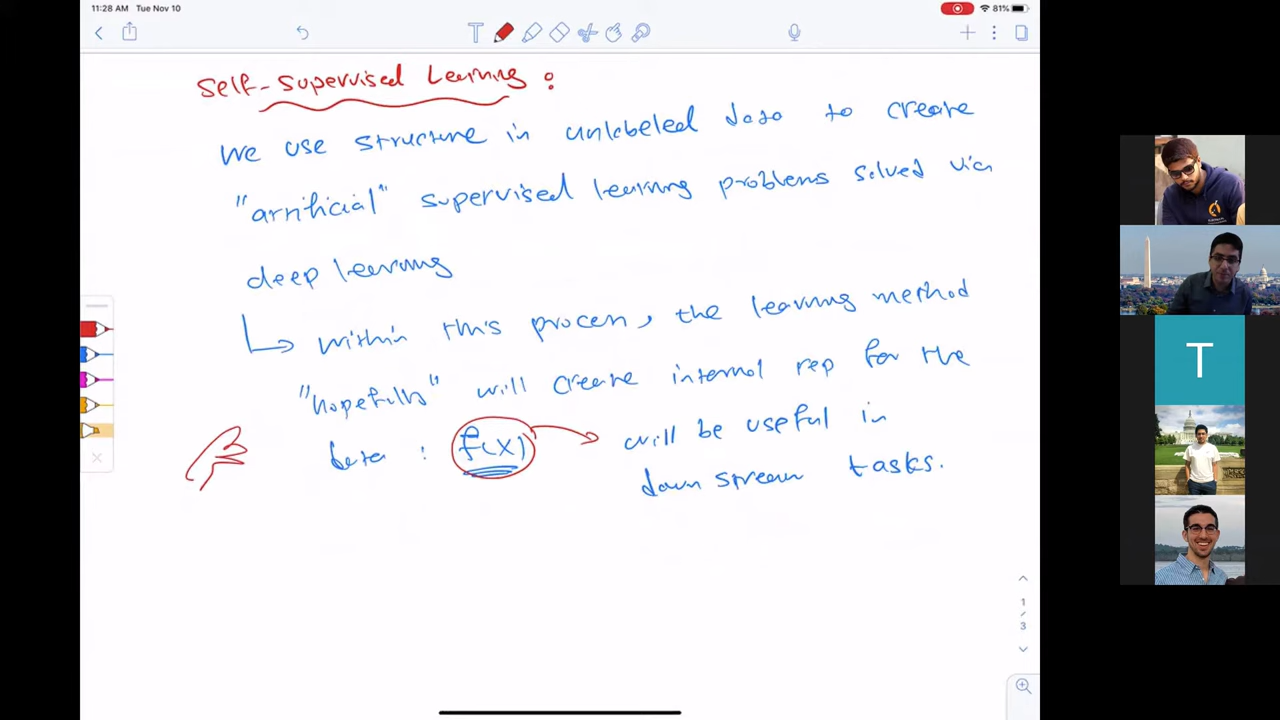 11:28 AM Tue Nov 10
81%
Self-Supervised Learning :
We use structure in unlabeled data to create
"artificial" supervised learning problems solved via
deep learning
within this process, the learning method
"hopefully" will create internal rep for the
data : f(x) will be useful in
down stream tasks.
1
/
3
T